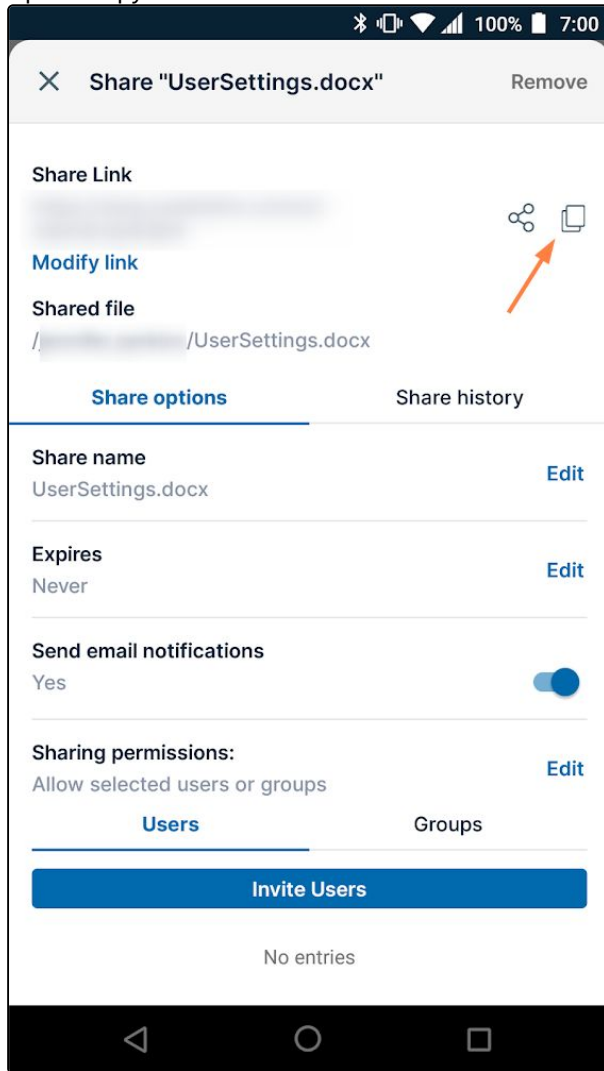 100% 7:00
Share "UserSettings.docx" Remove
Share Link
Modify link
Shared file
/ /UserSettings.docx
Share options Share history
Share name
UserSettings.docx
Edit
Expires
Never
Edit
Send email notifications
Yes
Sharing permissions:
Allow selected users or groups
Edit
Users Groups
Invite Users
No entries